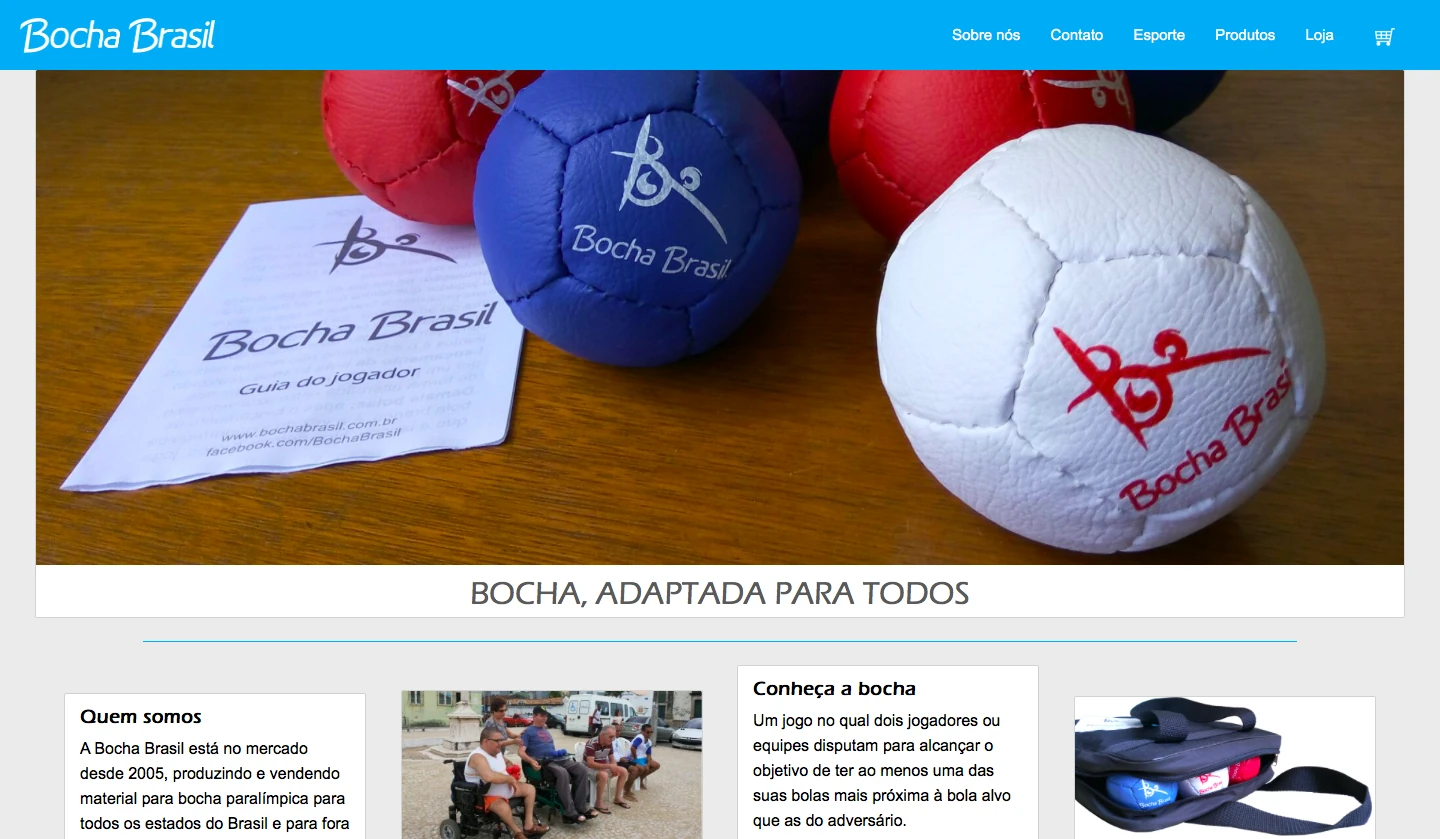 Bocha Brasil
Sobre nós Contato Esporte Produtos Loja
Bocha Brasil
Bocha Brasil
Guia do jogador
www.bochabrasil.com.br
facebook.com/BochaBrasil
Bocha Brasil
BOCHA, ADAPTADA PARA TODOS
Quem somos
A Bocha Brasil está no mercado
desde 2005, produzindo e vendendo
material para bocha paralímpica para
todos os estados do Brasil e para fora
Conheça a bocha
Um jogo no qual dois jogadores ou
equipes disputam para alcançar o
objetivo de ter ao menos uma das
suas bolas mais próxima à bola alvo
que as do adversário.